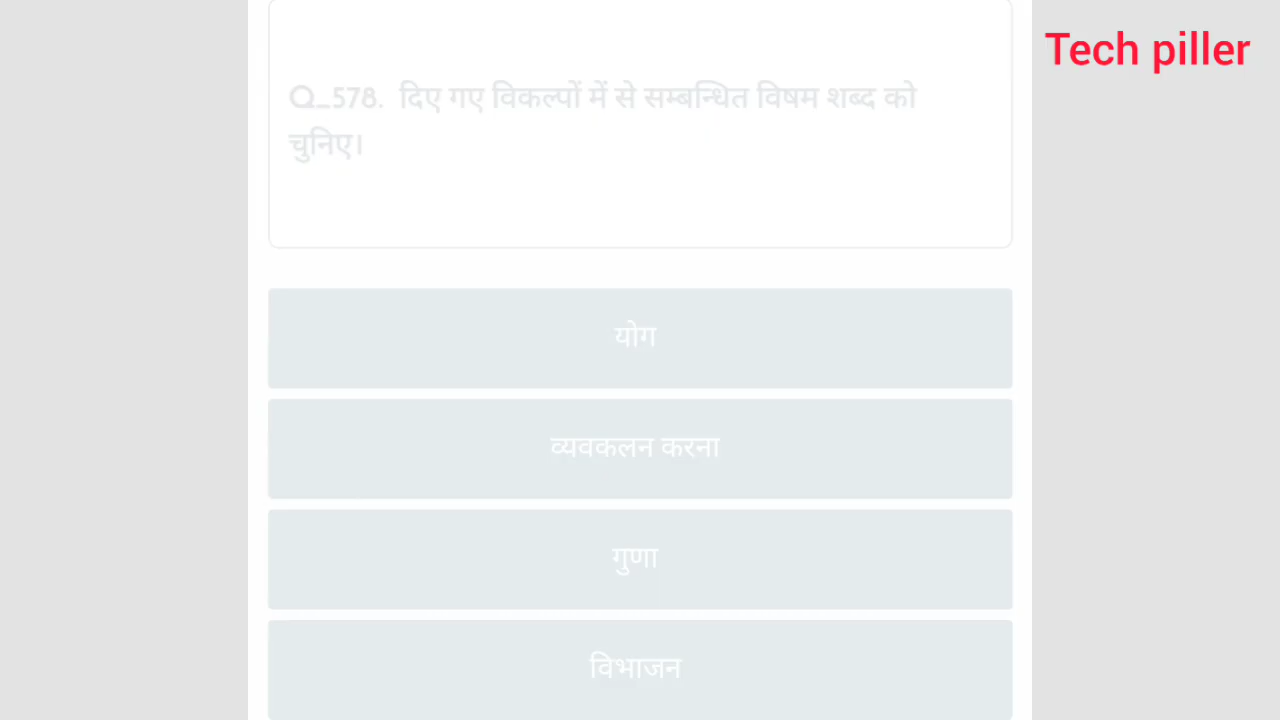 Tech piller
Q_578. दिए गए विकल्पों में से सम्बन्धित विषम शब्द को
चुनिए।
योग
व्यवकलन करना
गुणा
विभाजन